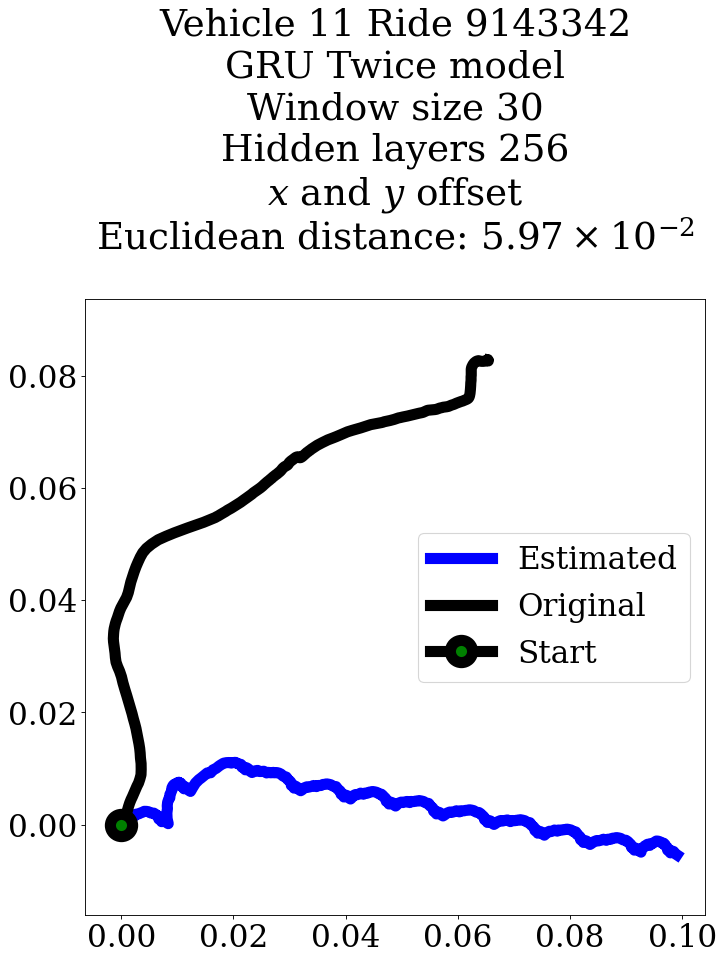 Vehicle 11 Ride 9143342
GRU Twice model
Window size 30
Hidden layers 256
x and y offset
Euclidean distance: 5.97 × 10⁻²
0.08
0.06
0.04
0.02
0.00
Estimated
Original
Start
0.00 0.02 0.04 0.06 0.08 0.10